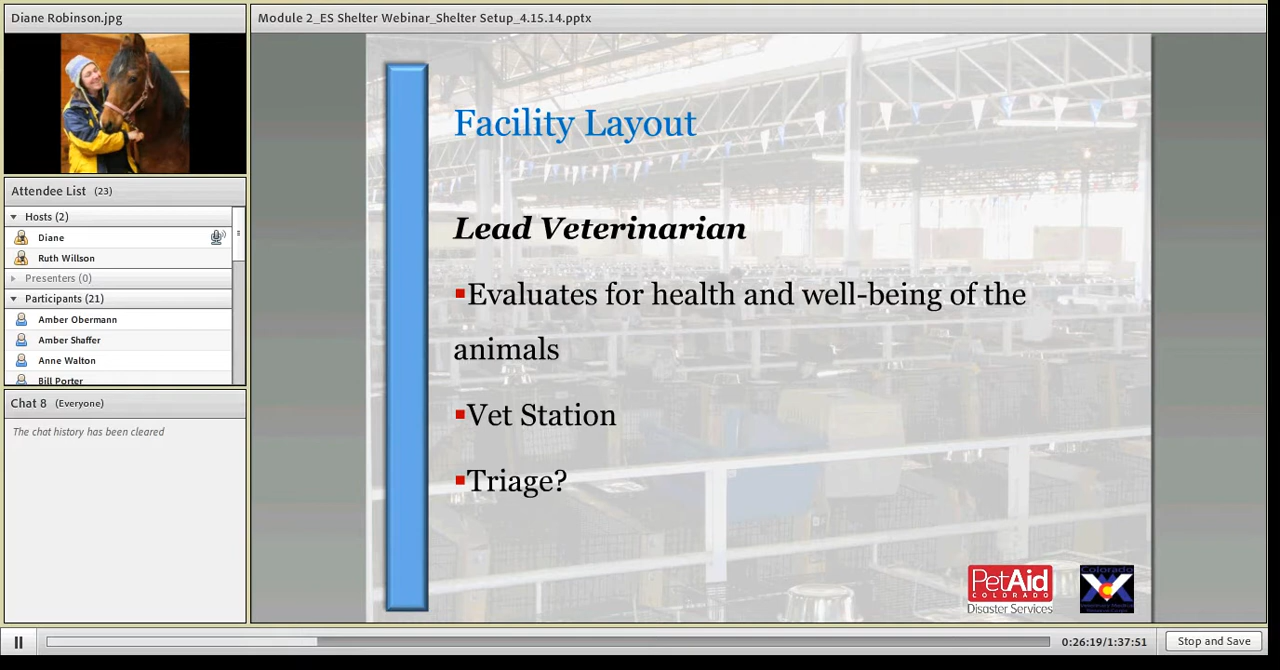 Diane Robinson.jpg
Module 2_ES Shelter Webinar_Shelter Setup_4.15.14.pptx
Attendee List (23)
Hosts (2)
Diane
Ruth Willson
Presenters (0)
Participants (21)
Amber Obermann
Amber Shaffer
Anne Walton
Bill Porter
Chat 8 (Everyone)
The chat history has been cleared
Facility Layout
Lead Veterinarian
Evaluates for health and well-being of the
animals
Vet Station
Triage?
PetAid
COLORADO
Disaster Services
Colorado
0:26:19/1:37:51
Stop and Save